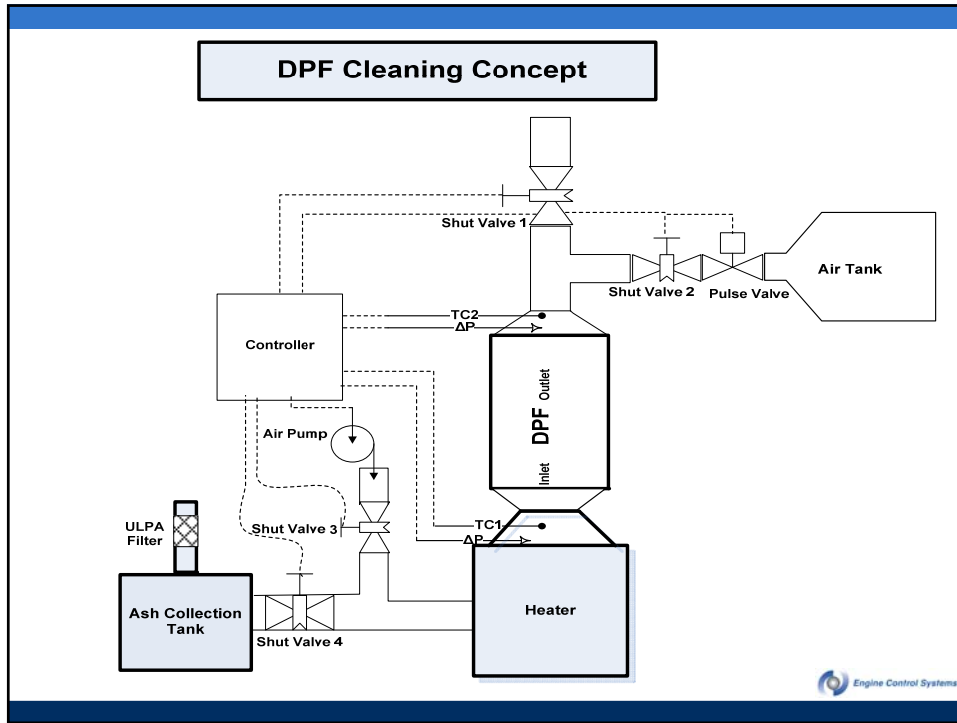 DPF Cleaning Concept
Shut Valve 1
Air Tank
Shut Valve 2
Pulse Valve
TC2
ΔP
Controller
DPF
Outlet
Inlet
Air Pump
TC1
ΔP
Shut Valve 3
ULPA
Filter
Ash Collection
Tank
Heater
Shut Valve 4
Engine Control Systems